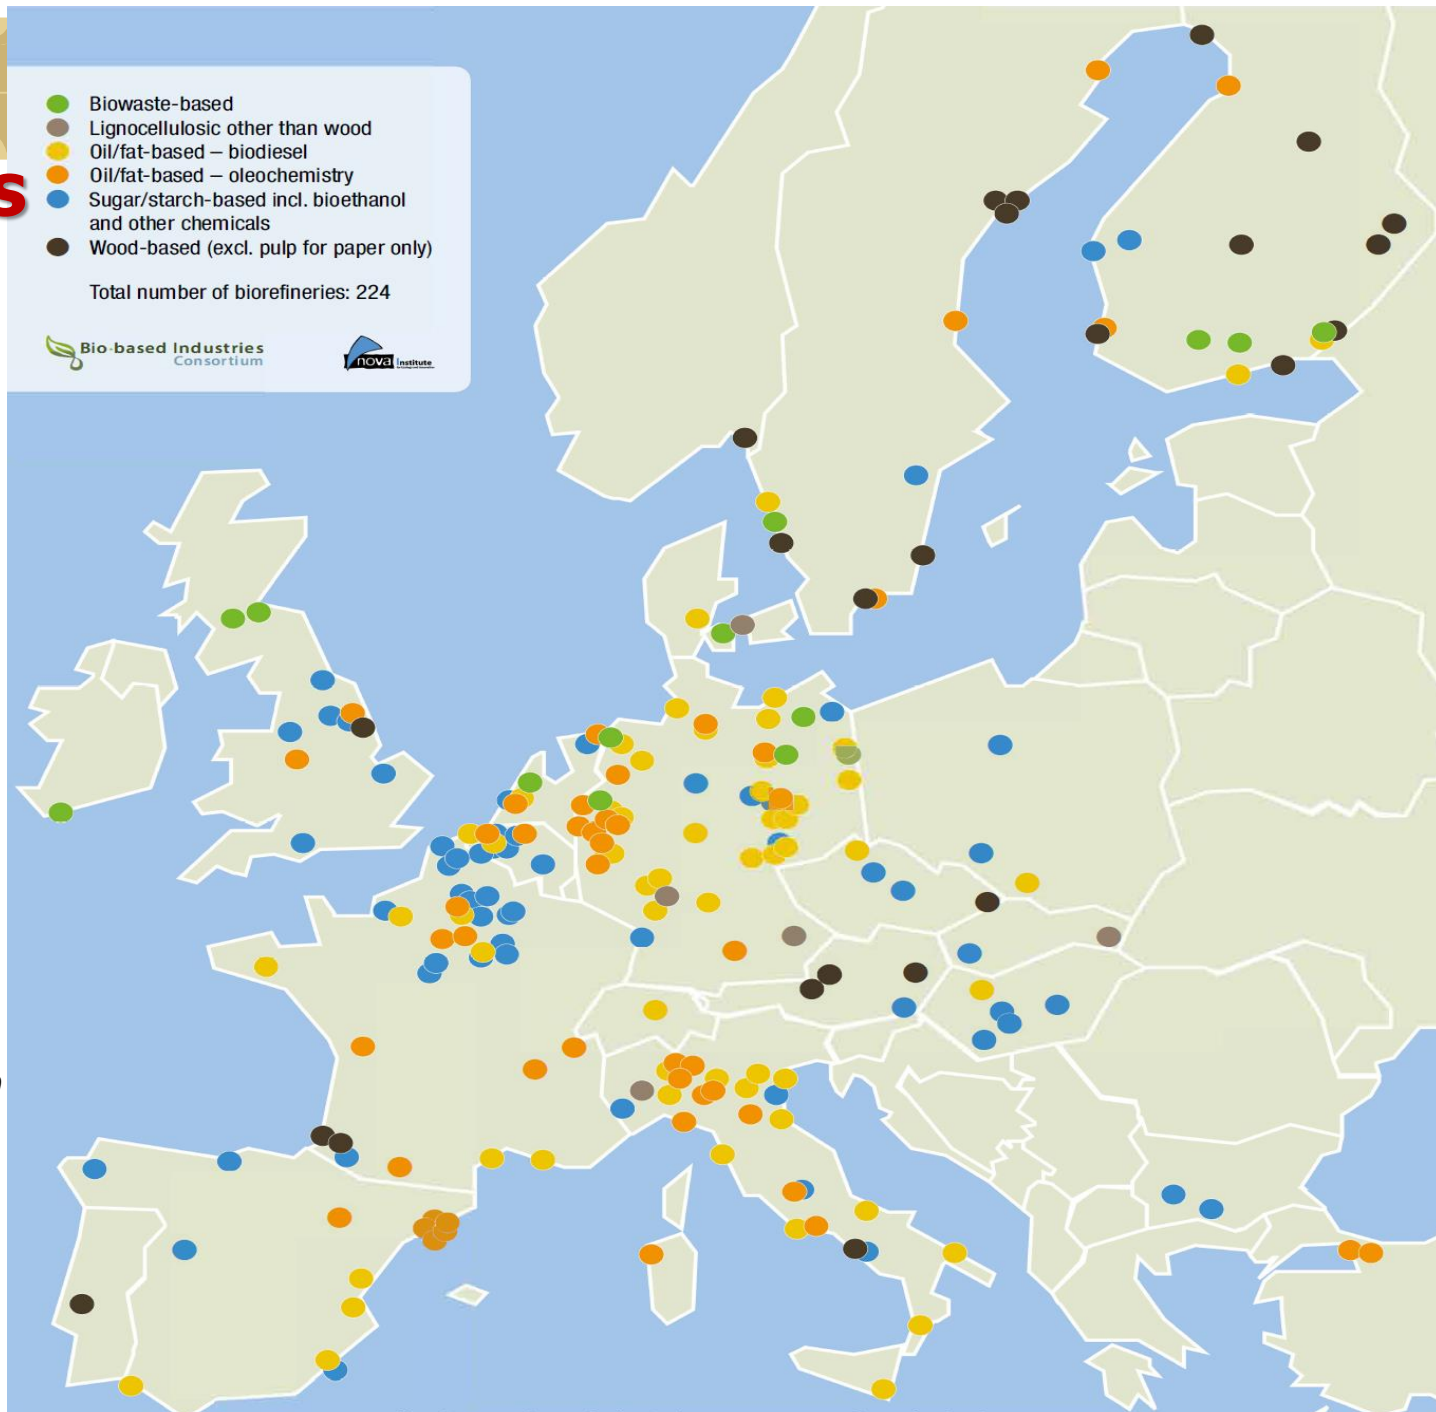 Biowaste-based
Lignocellulosic other than wood
Oil/fat-based – biodiesel
Oil/fat-based – oleochemistry
s
Sugar/starch-based incl. bioethanol
and other chemicals
Wood-based (excl. pulp for paper only)
Total number of biorefineries: 224
Bio-based Industries
Consortium
nova Institute